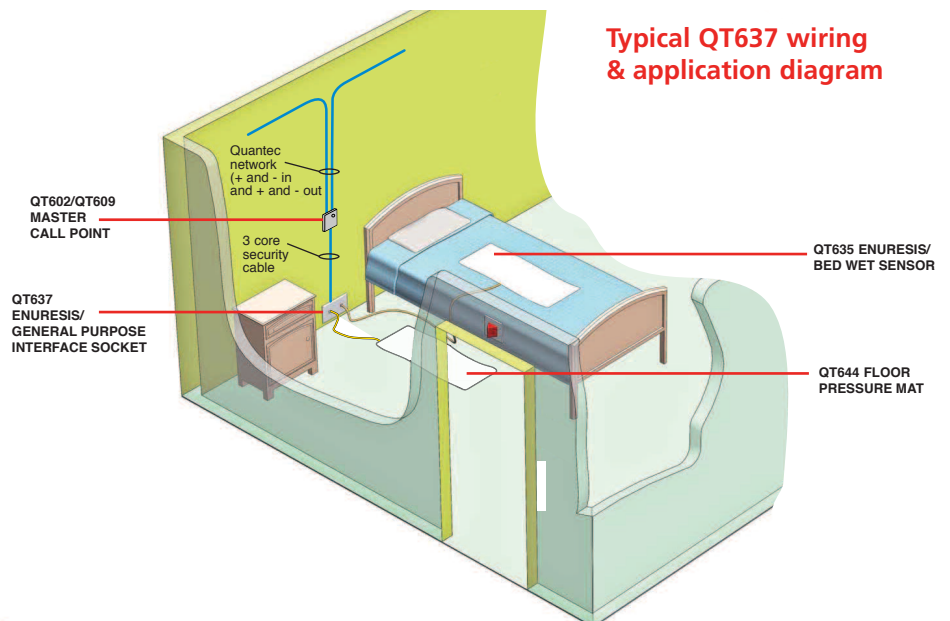 Typical QT637 wiring
& application diagram
Quantec
network
(+ and - in
and + and - out
QT602/QT609
MASTER
CALL POINT
3 core
security
cable
QT637
ENURESIS/
GENERAL PURPOSE
INTERFACE SOCKET
QT635 ENURESIS/
BED WET SENSOR
QT644 FLOOR
PRESSURE MAT